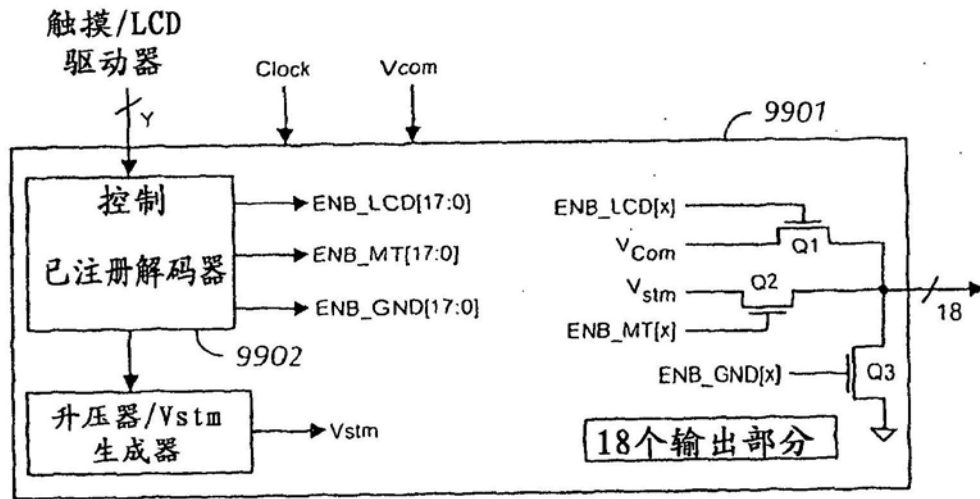 触摸/LCD
驱动器
Y
Clock
Vcom
9901
控制
已注册解码器
ENB_LCD[17:0]
ENB_MT[17:0]
ENB_GND[17:0]
9902
升压器/Vstm
生成器
Vstm
ENB_LCD[x]
VCom
Q1
Vstm
Q2
ENB_MT[x]
18
ENB_GND[x]
Q3
18个输出部分